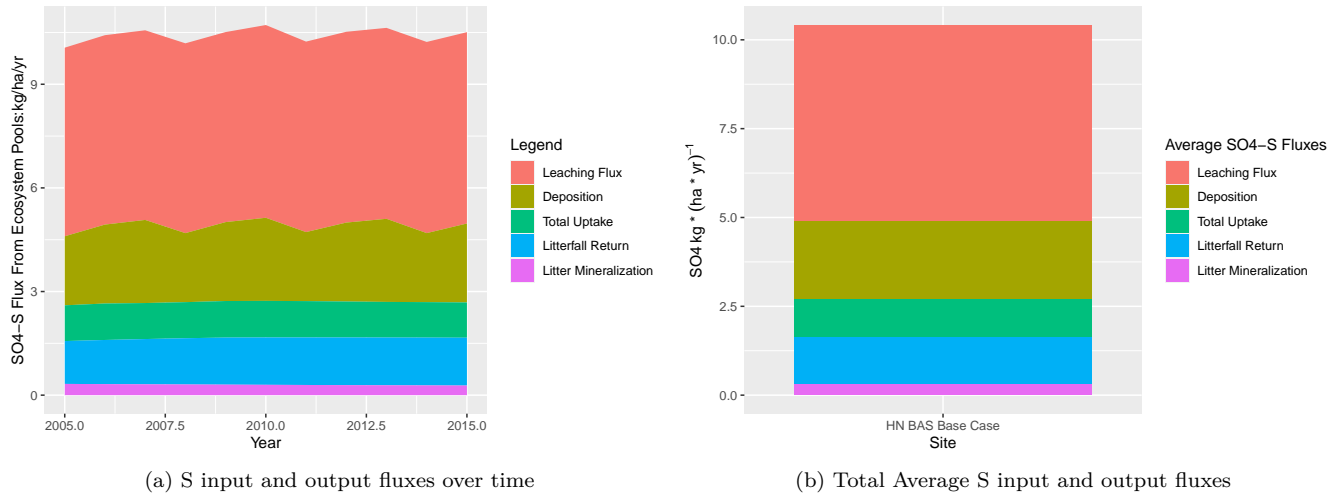 SO4−S Flux From Ecosystem Pools:kg/ha/yr
9
6
3
0
2005.0 2007.5 2010.0 2012.5 2015.0
Year
Legend
Leaching Flux
Deposition
Total Uptake
Litterfall Return
Litter Mineralization
(a) S input and output fluxes over time
SO4 kg * (ha * yr)⁻¹
10.0
7.5
5.0
2.5
0.0
HN BAS Base Case
Site
Average SO4−S Fluxes
Leaching Flux
Deposition
Total Uptake
Litterfall Return
Litter Mineralization
(b) Total Average S input and output fluxes